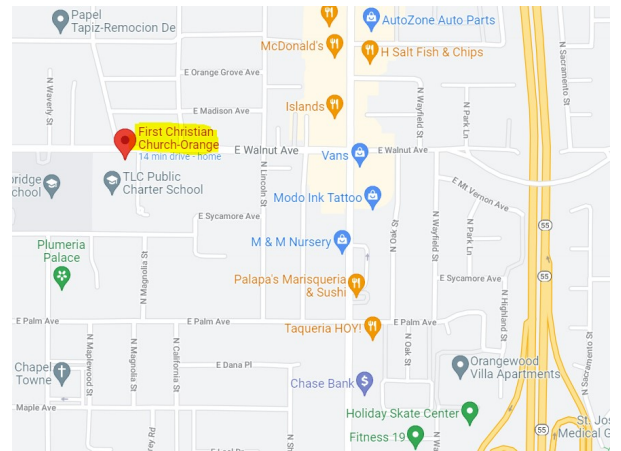 Papel
Tapiz-Remocion De
AutoZone Auto Parts
McDonald's
H Salt Fish & Chips
N Sacramento St
E Orange Grove Ave
N Waverly St
Islands
N Wayfield St
N Park Ln
E Madison Ave
First Christian
Church-Orange
14 min drive - home
E Walnut Ave
Vans
E Walnut Ave
TLC Public
Charter School
ridge
chool
N Lincoln St
Modo Ink Tattoo
E Mt Vernon Ave
E Sycamore Ave
N Oak St
N Wayfield St
N Park Ln
55
Plumeria
Palace
M & M Nursery
N Magnolia St
Palapa's Marisqueria
& Sushi
E Sycamore Ave
55
N Highland St
E Palm Ave
E Palm Ave
Taqueria HOY!
E Palm Ave
N Maplewood St
N Magnolia St
N California St
N Oak St
N Sacramento St
Chapel
Towne
E Dana Pl
Chase Bank
Orangewood
Villa Apartments
Maple Ave
Holiday Skate Center
Fitness 19
55
St. Jos
Medical